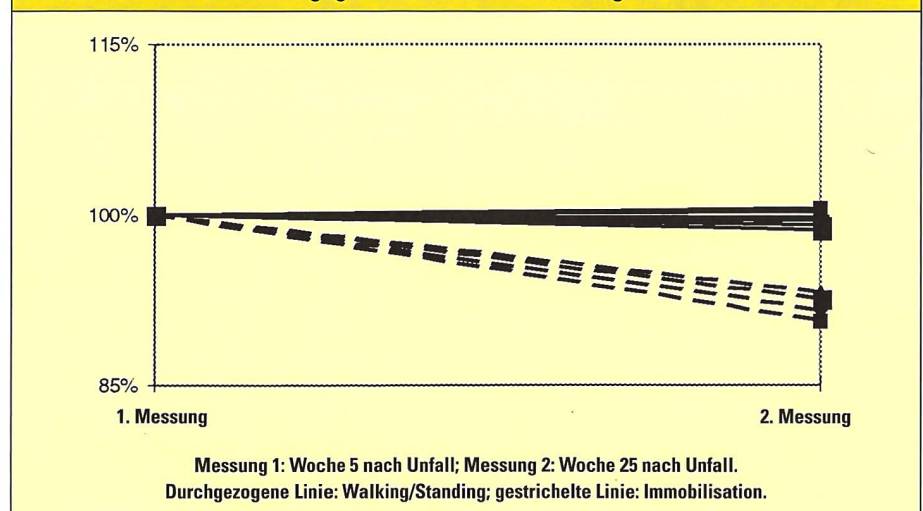 115%
100%
85%
1. Messung
2. Messung
Messung 1: Woche 5 nach Unfall; Messung 2: Woche 25 nach Unfall.
Durchgezogene Linie: Walking/Standing; gestrichelte Linie: Immobilisation.